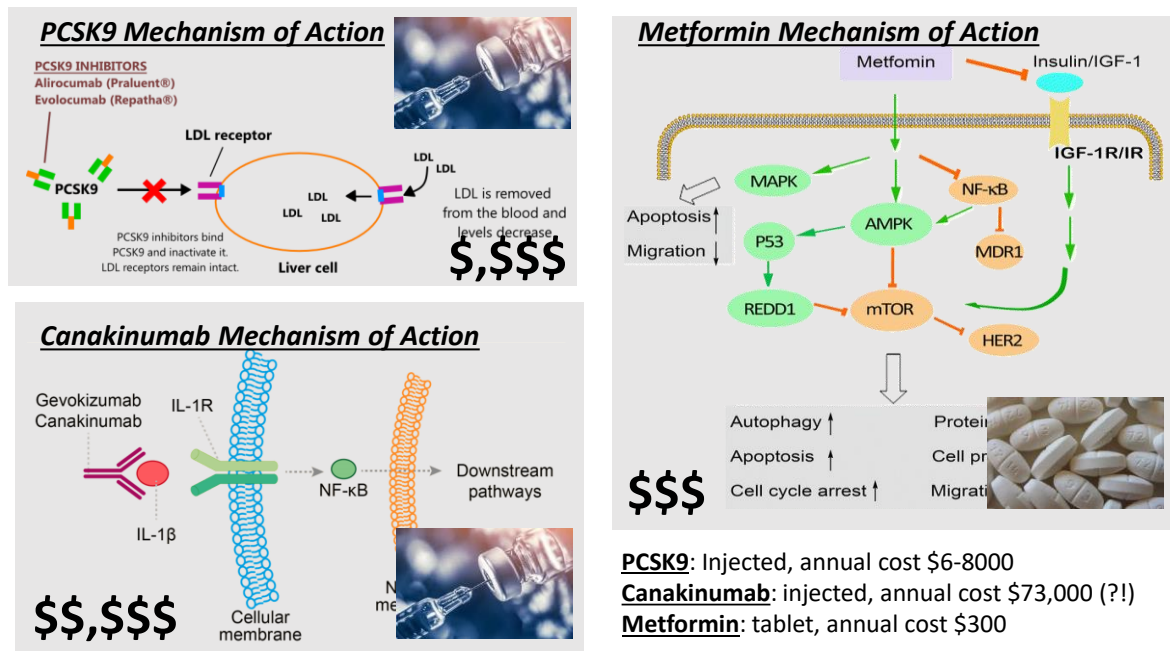 PCSK9 Mechanism of Action
PCSK9 INHIBITORS
Alirocumab (Praluent®)
Evolocumab (Repatha®)
LDL receptor
PCSK9
LDL
LDL
LDL
LDL
LDL
LDL is removed
from the blood and
levels decrease
PCSK9 inhibitors bind
PCSK9 and inactivate it.
LDL receptors remain intact.
Liver cell
$,$$$
Canakinumab Mechanism of Action
Gevokizumab
Canakinumab
IL-1R
NF-κB
Downstream
pathways
IL-1β
Cellular
membrane
$$,$$$
Metformin Mechanism of Action
Metfomin
Insulin/IGF-1
IGF-1R/IR
MAPK
NF-κB
Apoptosis
Migration
AMPK
P53
MDR1
REDD1
mTOR
HER2
Autophagy
Apoptosis
Cell cycle arrest
Cell
$$$
PCSK9: Injected, annual cost $6-8000
Canakinumab: injected, annual cost $73,000 (?!)
Metformin: tablet, annual cost $300